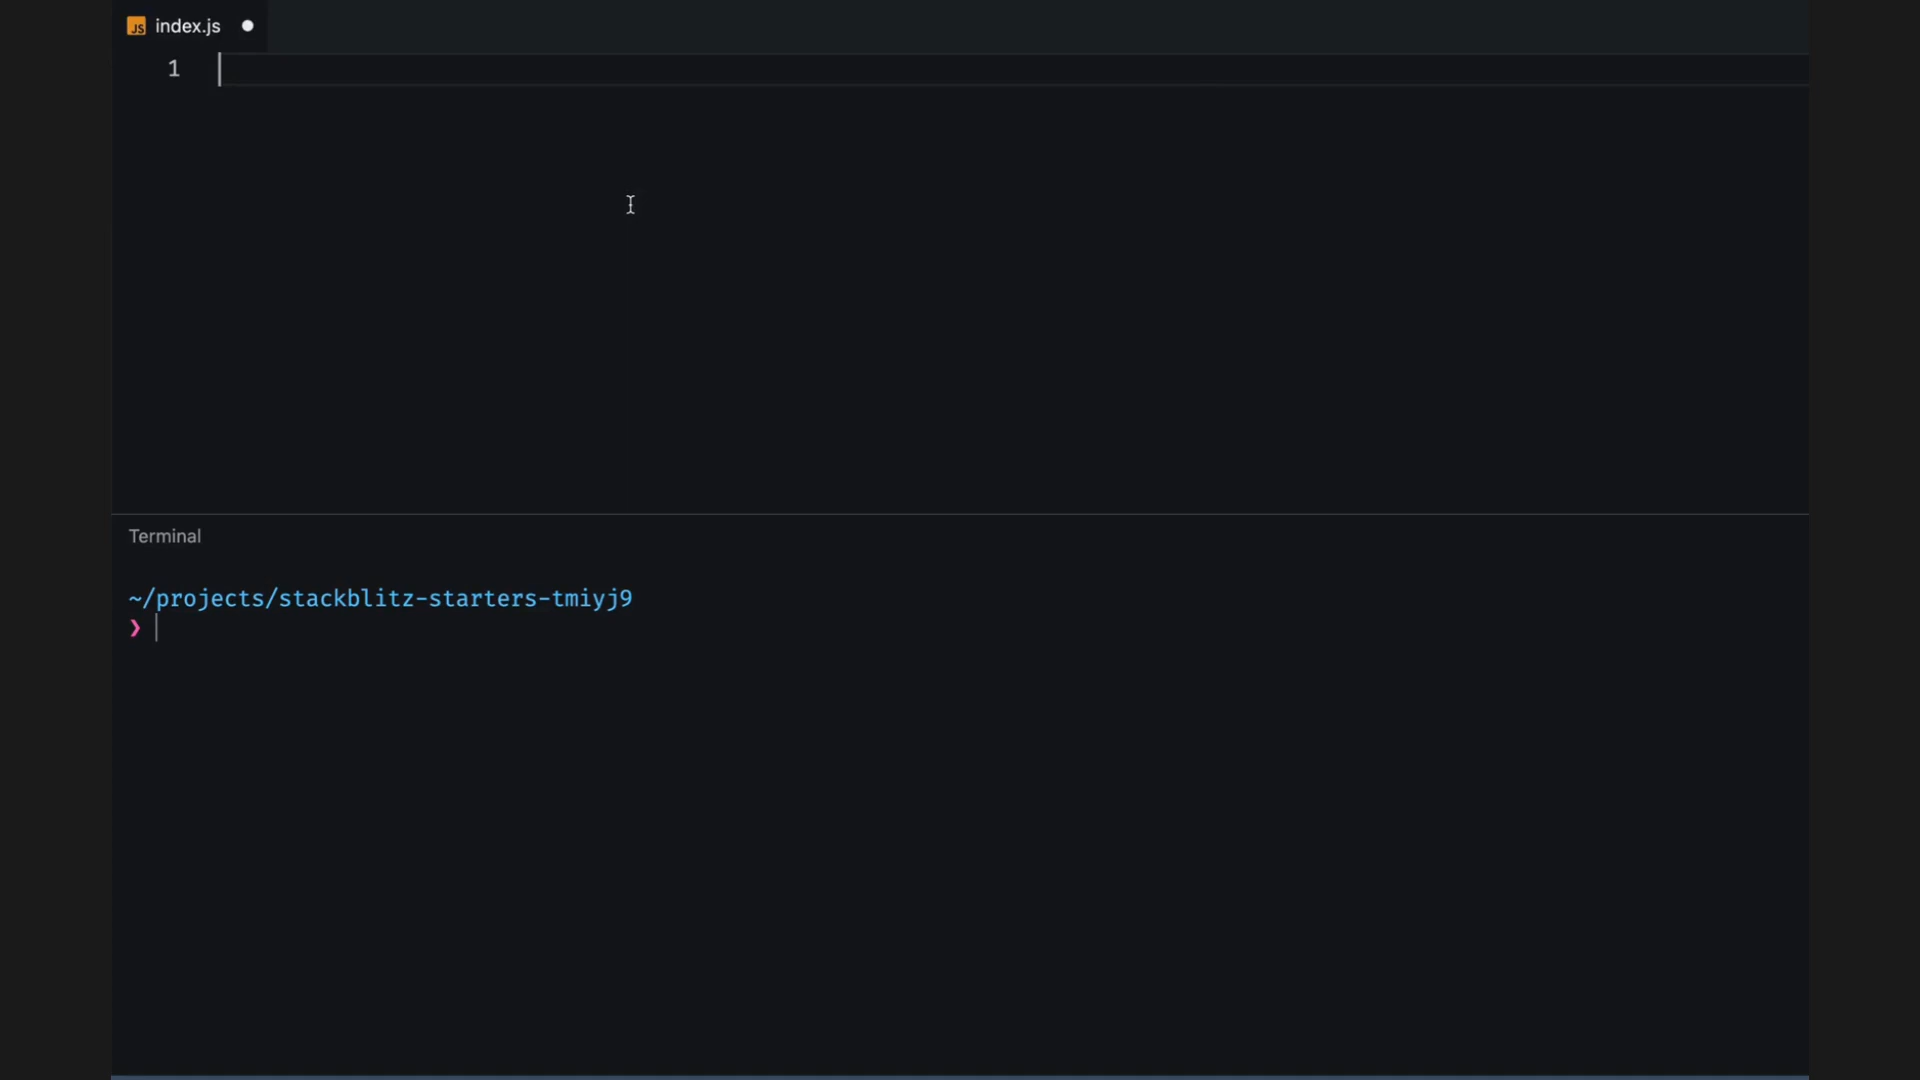 JS index.js
1
Terminal
~/projects/stackblitz-starters-tmiyj9
❯